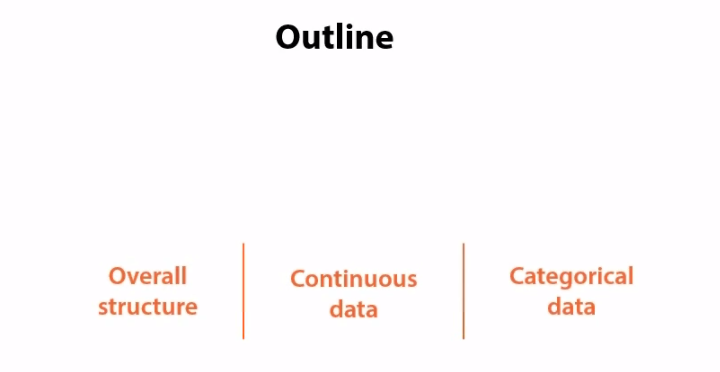 Outline
Overall
structure
Continuous
data
Categorical
data